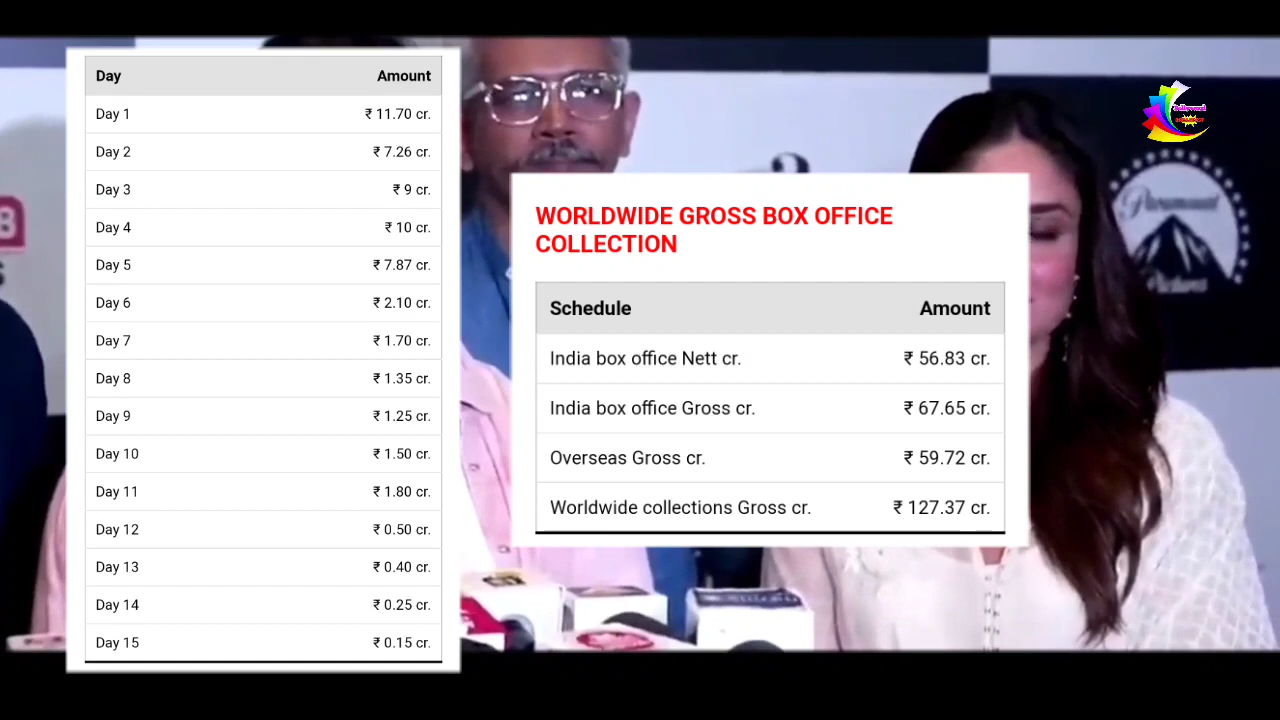 Day Amount
Day 1 ₹ 11.70 cr.
Day 2 ₹ 7.26 cr.
Day 3 ₹ 9 cr.
Day 4 ₹ 10 cr.
Day 5 ₹ 7.87 cr.
Day 6 ₹ 2.10 cr.
Day 7 ₹ 1.70 cr.
Day 8 ₹ 1.35 cr.
Day 9 ₹ 1.25 cr.
Day 10 ₹ 1.50 cr.
Day 11 ₹ 1.80 cr.
Day 12 ₹ 0.50 cr.
Day 13 ₹ 0.40 cr.
Day 14 ₹ 0.25 cr.
Day 15 ₹ 0.15 cr.
WORLDWIDE GROSS BOX OFFICE
COLLECTION
Schedule Amount
India box office Nett cr. ₹ 56.83 cr.
India box office Gross cr. ₹ 67.65 cr.
Overseas Gross cr. ₹ 59.72 cr.
Worldwide collections Gross cr. ₹ 127.37 cr.
Paramount
Pictures